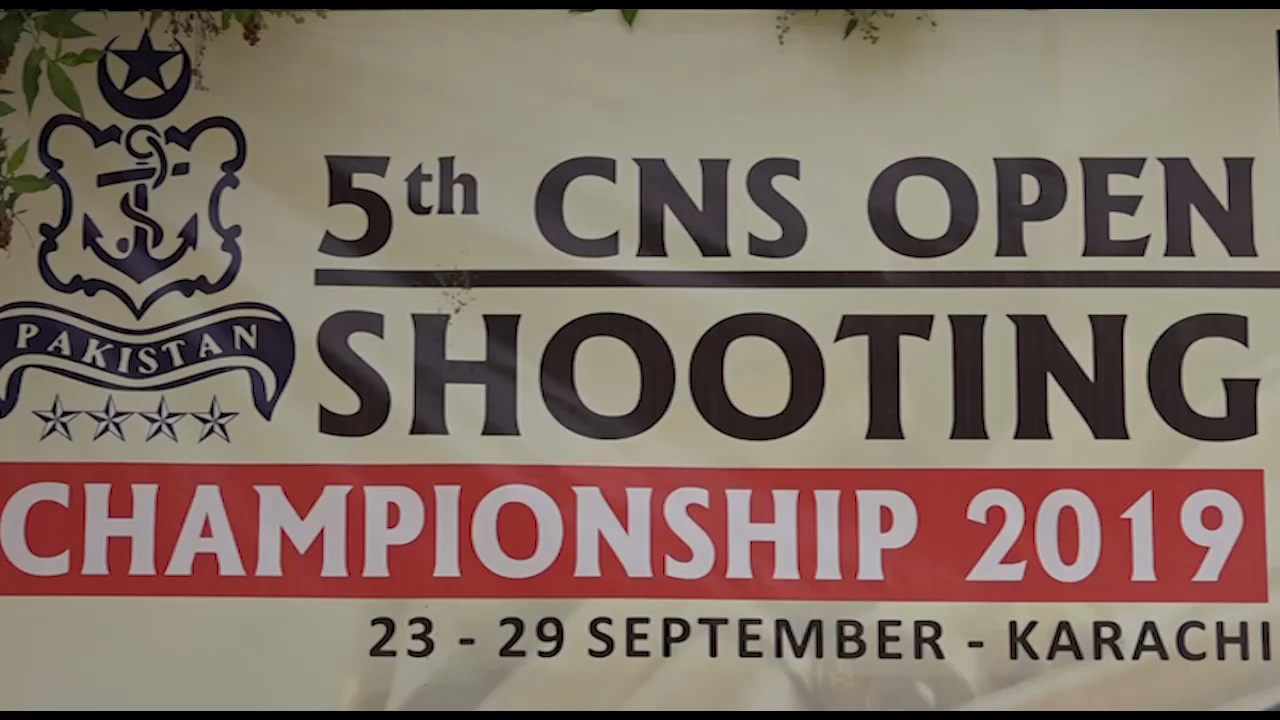 PAKISTAN
5th CNS OPEN
SHOOTING
CHAMPIONSHIP 2019
23 - 29 SEPTEMBER - KARACHI